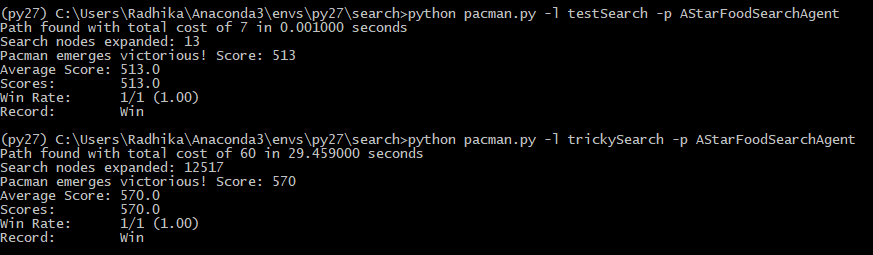 (py27) C:\Users\Radhika\Anaconda3\envs\py27\search>python pacman.py -l testSearch -p AStarFoodSearchAgent
Path found with total cost of 7 in 0.001000 seconds
Search nodes expanded: 13
Pacman emerges victorious! Score: 513
Average Score: 513.0
Scores:        513.0
Win Rate:      1/1 (1.00)
Record:        Win

(py27) C:\Users\Radhika\Anaconda3\envs\py27\search>python pacman.py -l trickySearch -p AStarFoodSearchAgent
Path found with total cost of 60 in 29.459000 seconds
Search nodes expanded: 12517
Pacman emerges victorious! Score: 570
Average Score: 570.0
Scores:        570.0
Win Rate:      1/1 (1.00)
Record:        Win